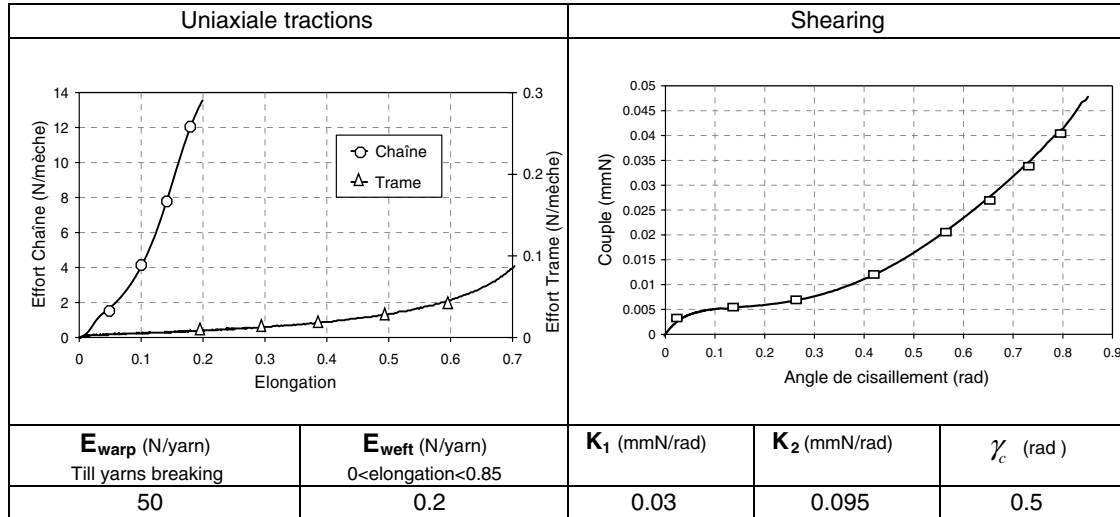 Uniaxiale tractions
Shearing
Effort Chaîne (N/mèche)
14
12
10
8
6
4
2
0
0.3
0.2
0.1
0
Effort Trame (N/mèche)
Chaîne
Trame
0 0.1 0.2 0.3 0.4 0.5 0.6 0.7
Elongation
Couple (mmN)
0.05
0.045
0.04
0.035
0.03
0.025
0.02
0.015
0.01
0.005
0
0 0.1 0.2 0.3 0.4 0.5 0.6 0.7 0.8 0.9
Angle de cisaillement (rad)
E warp (N/yarn)
Till yarns breaking
E weft (N/yarn)
0<elongation<0.85
K1 (mmN/rad)
K2 (mmN/rad)
γc (rad )
50
0.2
0.03
0.095
0.5